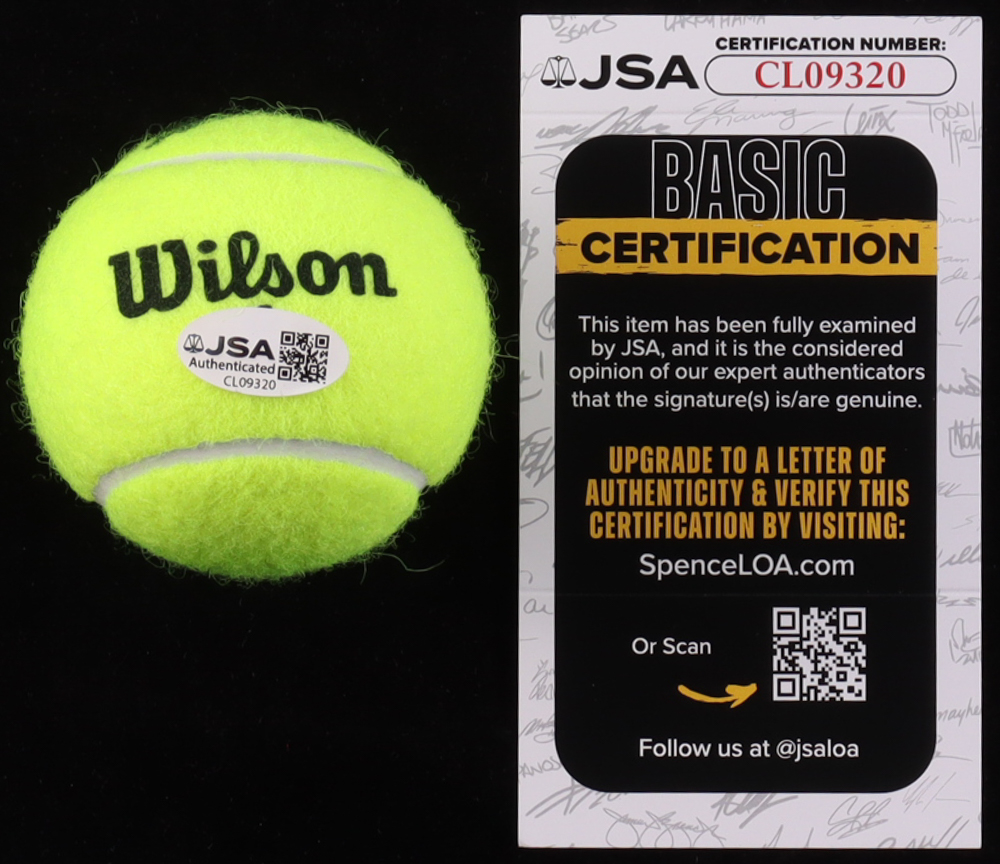 Wilson
JSA
Authenticated
CL09320
JSA
CERTIFICATION NUMBER:
CL09320
BASIC
CERTIFICATION
This item has been fully examined
by JSA, and it is the considered
opinion of our expert authenticators
that the signature(s) is/are genuine.
UPGRADE TO A LETTER OF
AUTHENTICITY & VERIFY THIS
CERTIFICATION BY VISITING:
SpenceLOA.com
Or Scan
Follow us at @jsaloa